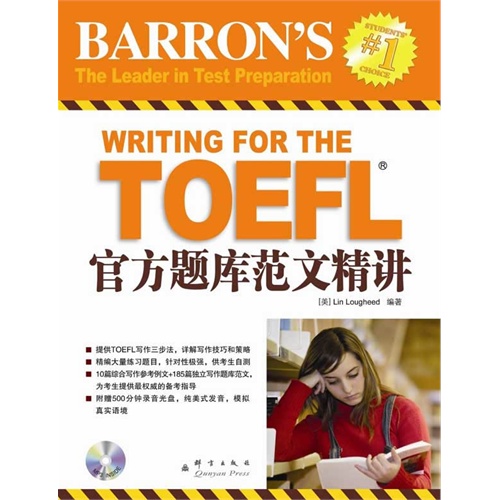 BARRON'S
The Leader in Test Preparation
STUDENTS'
#1
CHOICE
WRITING FOR THE
TOEFL®
官方题库范文精讲
[美] Lin Lougheed 编著
提供TOEFL写作三步法，详解写作技巧和策略
精编大量练习题目，针对性极强，供考生自测
10篇综合写作参考例文+185篇独立写作题库范文，
为考生提供最权威的备考指导
附赠500分钟录音光盘，纯美式发音，模拟
真实语境
群言出版社
Qunyan Press